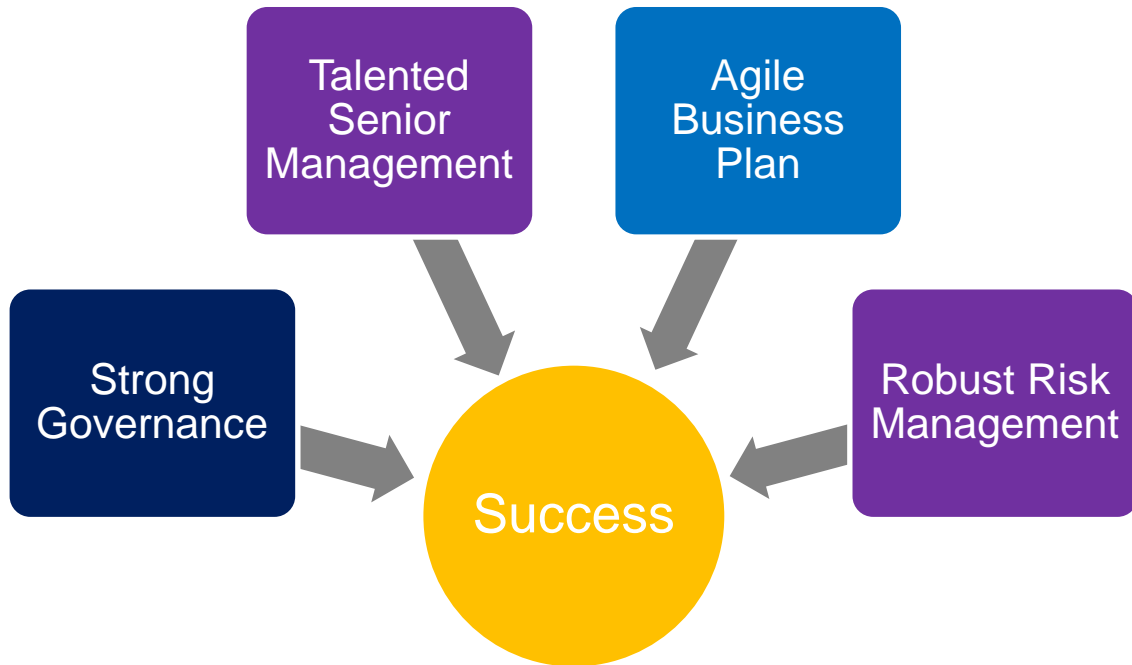 Talented
Senior
Management
Agile
Business
Plan
Strong
Governance
Robust Risk
Management
Success